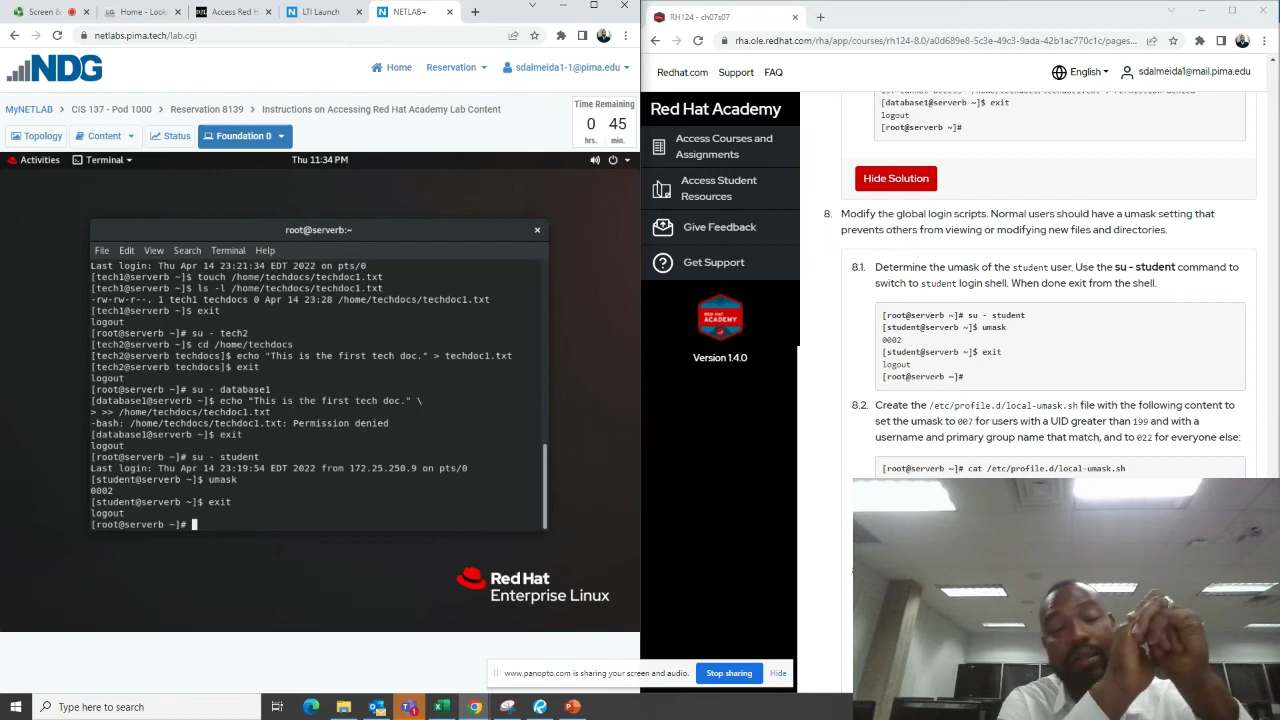 Screen &
Home - Look
Access Red H
LTI Launch
NETLAB+
netlabs.pima.tech/lab.cgi
NDG
Home
Reservation
sdalmeida1-1@pima.edu
MyNETLAB
CIS 137 - Pod 1000
Reservation 8139
Instructions on Accessing Red Hat Academy Lab Content
Time Remaining
0 45
hrs. min.
Topology
Content
Status
Foundation 0
Activities
Terminal
Thu 11:34 PM
root@serverb:~
File Edit View Search Terminal Help
Last login: Thu Apr 14 23:21:34 EDT 2022 on pts/0
[tech1@serverb ~]$ touch /home/techdocs/techdoc1.txt
[tech1@serverb ~]$ ls -l /home/techdocs/techdoc1.txt
-rw-rw-r--. 1 tech1 techdocs 0 Apr 14 23:28 /home/techdocs/techdoc1.txt
[tech1@serverb ~]$ exit
logout
[root@serverb ~]# su - tech2
[tech2@serverb ~]$ cd /home/techdocs
[tech2@serverb techdocs]$ echo "This is the first tech doc." > techdoc1.txt
[tech2@serverb techdocs]$ exit
logout
[root@serverb ~]# su - database1
[database1@serverb ~]$ echo "This is the first tech doc." \
> >> /home/techdocs/techdoc1.txt
-bash: /home/techdocs/techdoc1.txt: Permission denied
[database1@serverb ~]$ exit
logout
[root@serverb ~]# su - student
Last login: Thu Apr 14 23:19:54 EDT 2022 from 172.25.250.9 on pts/0
[student@serverb ~]$ umask
0002
[student@serverb ~]$ exit
logout
[root@serverb ~]#
Red Hat
Enterprise Linux
www.panopto.com is sharing your screen and audio.
Stop sharing
Hide
Type here to search
RH124 - ch07s07
rha.ole.redhat.com/rha/app/courses/rh124-8.0/a0d689e8-5c3e-49c3-9ada-42b1ac770c1c/pages...
Redhat.com Support FAQ
English
sdalmeida1@mail.pima.edu
Red Hat Academy
Access Courses and
Assignments
Access Student
Resources
Give Feedback
Get Support
RED HAT
ACADEMY
Version 1.4.0
[database1@serverb ~]$ exit
logout
[root@serverb ~]#
Hide Solution
8. Modify the global login scripts. Normal users should have a umask setting that
prevents others from viewing or modifying new files and directories.
8.1. Determine the umask of the student user. Use the su - student command to
switch to student login shell. When done exit from the shell.
[root@serverb ~]# su - student
[student@serverb ~]$ umask
0002
[student@serverb ~]$ exit
logout
[root@serverb ~]#
8.2. Create the /etc/profile.d/local-umask.sh file with the following content to
set the umask to 007 for users with a UID greater than 199 and with a
username and primary group name that match, and to 022 for everyone else:
[root@serverb ~]# cat /etc/profile.d/local-umask.sh